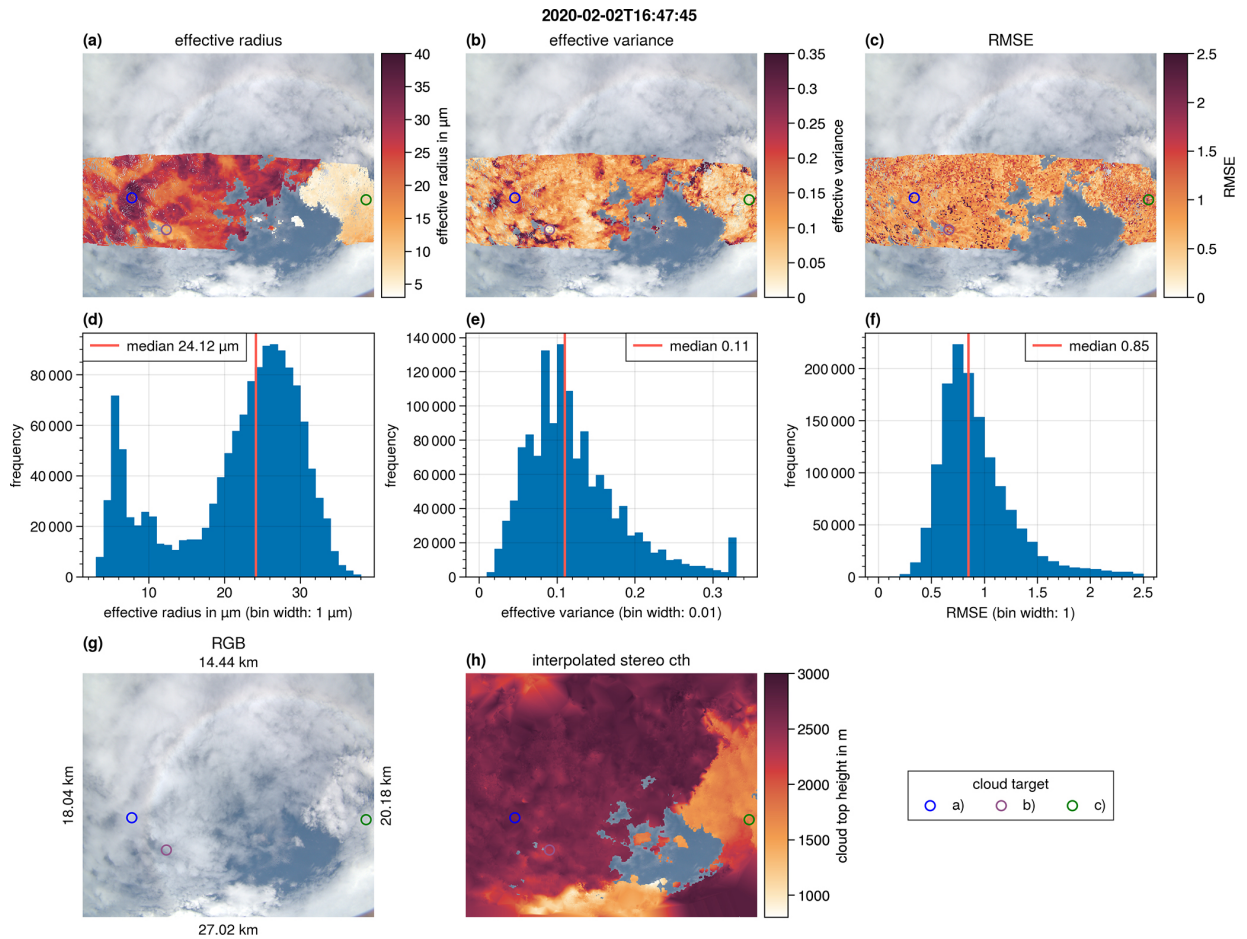 2020-02-02T16:47:45
(a) effective radius
40
35
30
25
20
15
10
5
effective radius in µm
(b) effective variance
0.35
0.3
0.25
0.2
0.15
0.1
0.05
0
effective variance
(c) RMSE
2.5
2
1.5
1
0.5
0
RMSE
(d)
median 24.12 µm
80 000
60 000
40 000
20 000
0
frequency
10 20 30
effective radius in µm (bin width: 1 µm)
(e)
median 0.11
140 000
120 000
100 000
80 000
60 000
40 000
20 000
0
frequency
0 0.1 0.2 0.3
effective variance (bin width: 0.01)
(f)
median 0.85
200 000
150 000
100 000
50 000
0
frequency
0 0.5 1 1.5 2 2.5
RMSE (bin width: 1)
(g) RGB
14.44 km
18.04 km
20.18 km
27.02 km
(h) interpolated stereo cth
3000
2500
2000
1500
1000
cloud top height in m
cloud target
a) b) c)